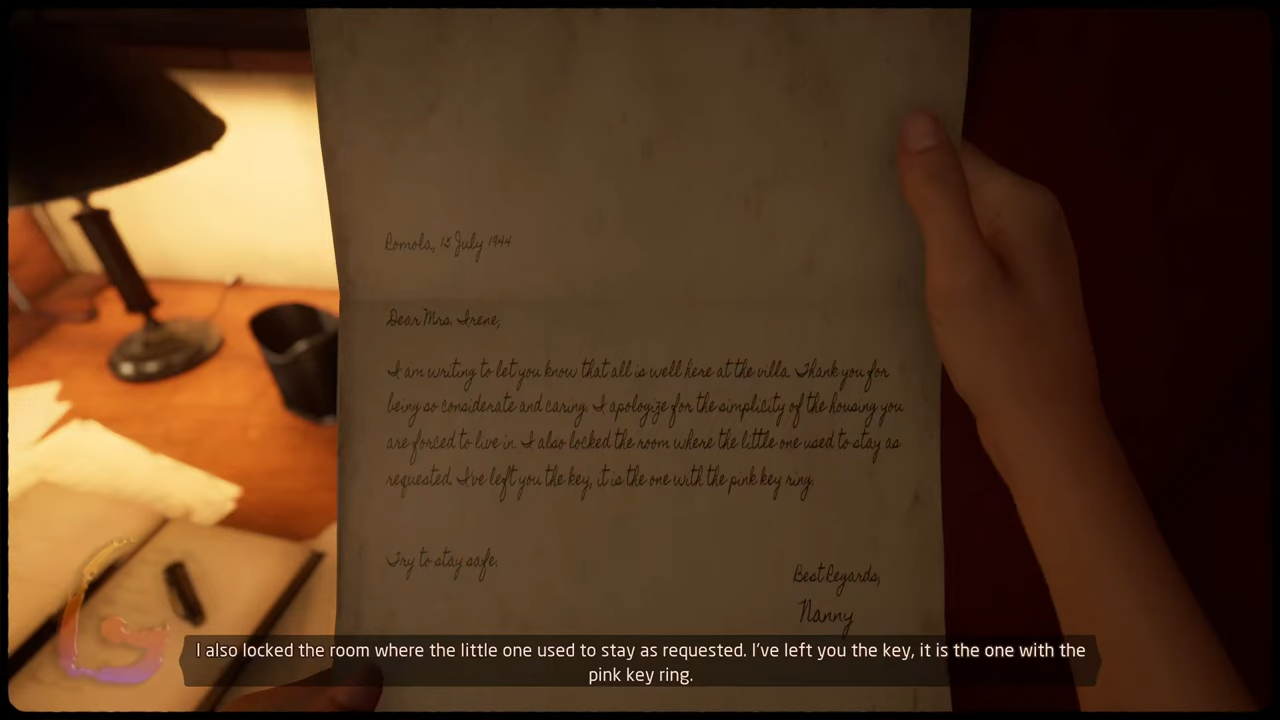 Romola, 15 July 1944
Dear Mrs. Irene,
I am writing to let you know that all is well here at the villa. Thank you for
being so considerate and caring. I apologize for the simplicity of the housing you
are forced to live in. I also locked the room where the little one used to stay as
requested. I've left you the key, it is the one with the pink key ring.
Try to stay safe.
Best Regards,
Nanny
I also locked the room where the little one used to stay as requested. I've left you the key, it is the one with the
pink key ring.